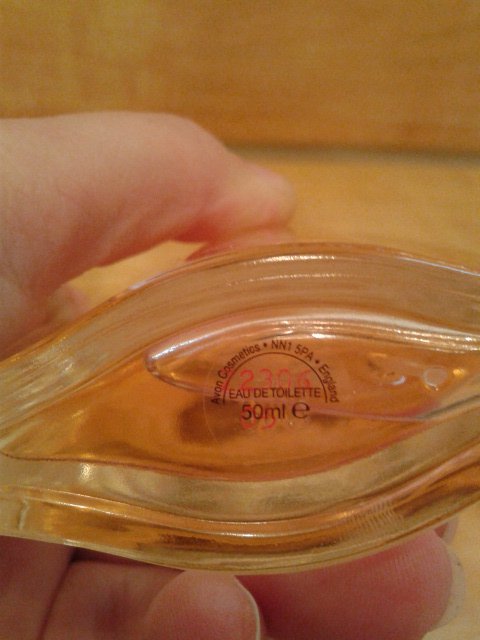 Avon Cosmetics • NN1 5PA • England
EAU DE TOILETTE
50ml e